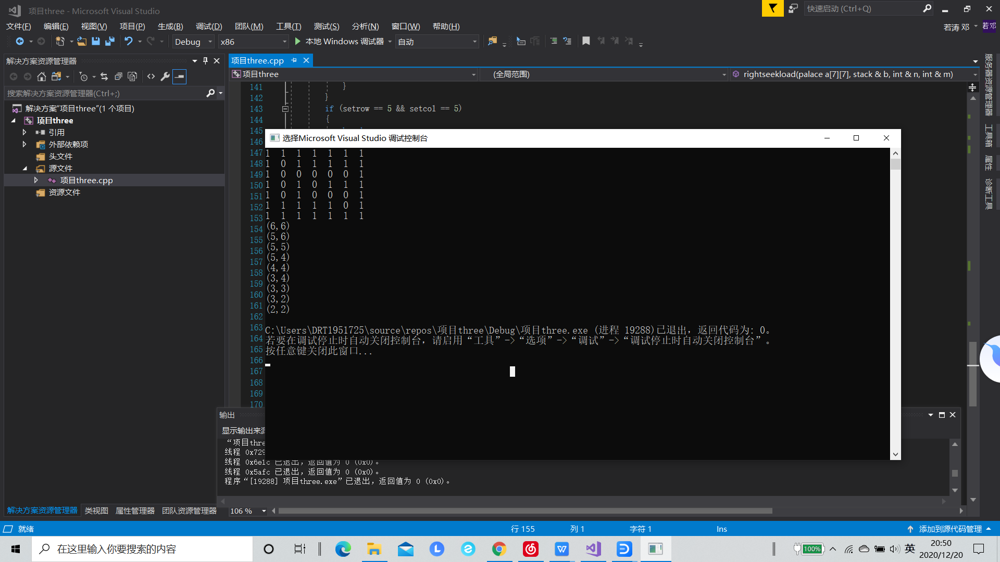 项目three - Microsoft Visual Studio
快速启动 (Ctrl+Q)
文件(F) 编辑(E) 视图(V) 项目(P) 生成(B) 调试(D) 团队(M) 工具(T) 测试(S) 分析(N) 窗口(W) 帮助(H)
若涛 邓 若邓
Debug x86 本地 Windows 调试器 自动
解决方案资源管理器
搜索解决方案资源管理器(Ctrl+;)
解决方案"项目three"(1 个项目)
项目three
引用
外部依赖项
头文件
源文件
项目three.cpp
资源文件
项目three.cpp
项目three (全局范围) rightseekload(palace a[7][7], stack & b, int & n, int & m)
141 }
142 }
143 if (setrow == 5 && setcol == 5)
144 {
145
146
147
148
149
150
151
152
153
154
155
156
157
158
159
160
161
162
163
164
165
166
167
168
169
170
选择Microsoft Visual Studio 调试控制台
1 1 1 1 1 1 1
1 0 1 1 1 1 1
1 0 0 0 0 0 1
1 0 1 0 1 1 1
1 0 1 0 0 0 1
1 1 1 1 1 0 1
1 1 1 1 1 1 1
(6,6)
(5,6)
(5,5)
(5,4)
(4,4)
(3,4)
(3,3)
(3,2)
(2,2)
C:\Users\DRT1951725\source\repos\项目three\Debug\项目three.exe (进程 19288)已退出，返回代码为: 0。
若要在调试停止时自动关闭控制台，请启用“工具”->“选项”->“调试”->“调试停止时自动关闭控制台”。
按任意键关闭此窗口...
输出
显示输出来源
“项目thre
线程 0x729
线程 0x6e1c 已退出，返回值为 0 (0x0)。
线程 0x5afc 已退出，返回值为 0 (0x0)。
程序“[19288] 项目three.exe”已退出，返回值为 0 (0x0)。
服务器资源管理器
工具箱
属性
诊断工具
解决方案资源管理器 类视图 属性管理器 团队资源管理器
106 %
就绪 行 155 列 1 字符 1 Ins 添加到源代码管理
在这里输入你要搜索的内容
100% 英 20:50
2020/12/20